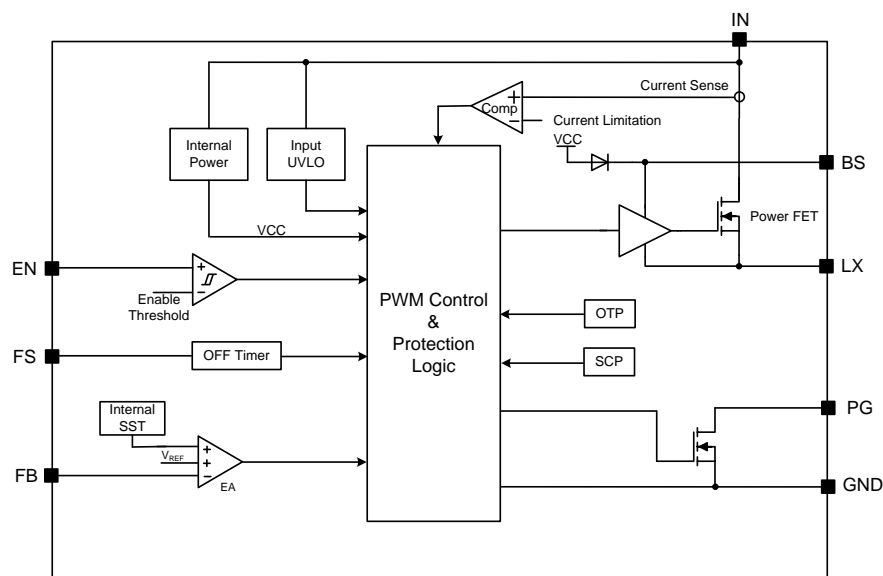 IN
Current Sense
+
Comp
−
Current Limitation
Internal
Power
Input
UVLO
VCC
BS
Power FET
VCC
EN
+
−
Enable
Threshold
LX
PWM Control
&
Protection
Logic
OTP
FS
OFF Timer
SCP
Internal
SST
PG
+
VREF
+
−
EA
FB
GND